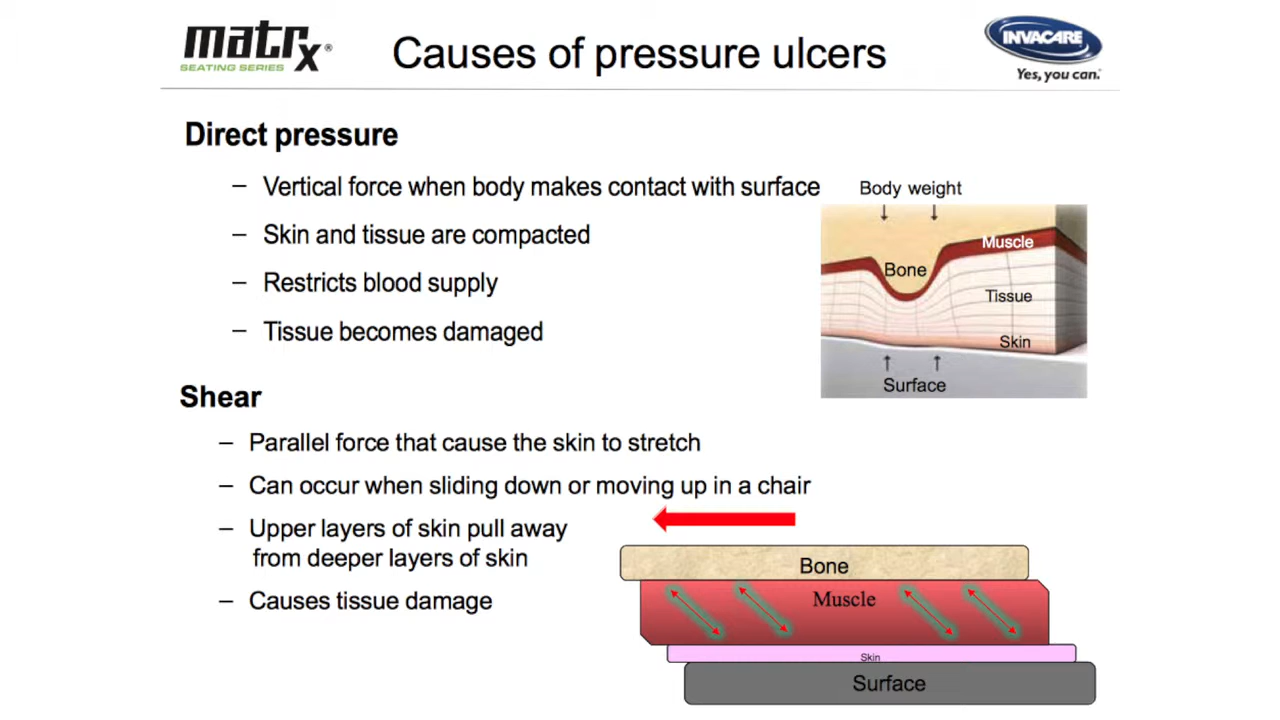 matrx®
SEATING SERIES
Causes of pressure ulcers
INVACARE
Yes, you can.®
Direct pressure
– Vertical force when body makes contact with surface
– Skin and tissue are compacted
– Restricts blood supply
– Tissue becomes damaged
Body weight
Muscle
Bone
Tissue
Skin
Surface
Shear
– Parallel force that cause the skin to stretch
– Can occur when sliding down or moving up in a chair
– Upper layers of skin pull away
from deeper layers of skin
– Causes tissue damage
Bone
Muscle
Skin
Surface